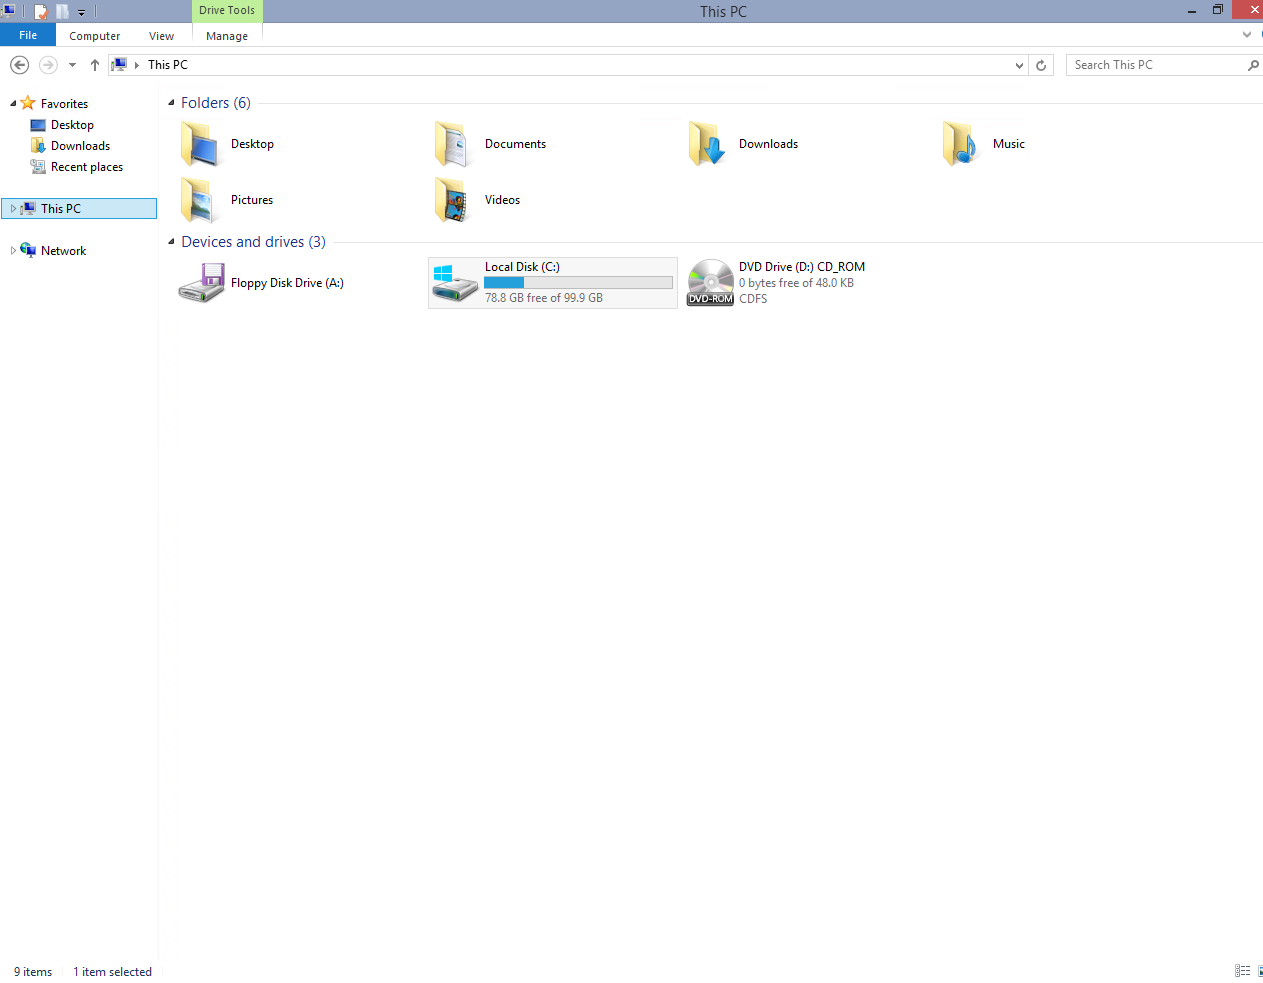 Drive Tools
This PC
File
Computer
View
Manage
This PC
Search This PC
Favorites
Desktop
Downloads
Recent places
This PC
Network
Folders (6)
Desktop
Documents
Downloads
Music
Pictures
Videos
Devices and drives (3)
Floppy Disk Drive (A:)
Local Disk (C:)
78.8 GB free of 99.9 GB
DVD Drive (D:) CD_ROM
0 bytes free of 48.0 KB
CDFS
DVD-ROM
9 items
1 item selected